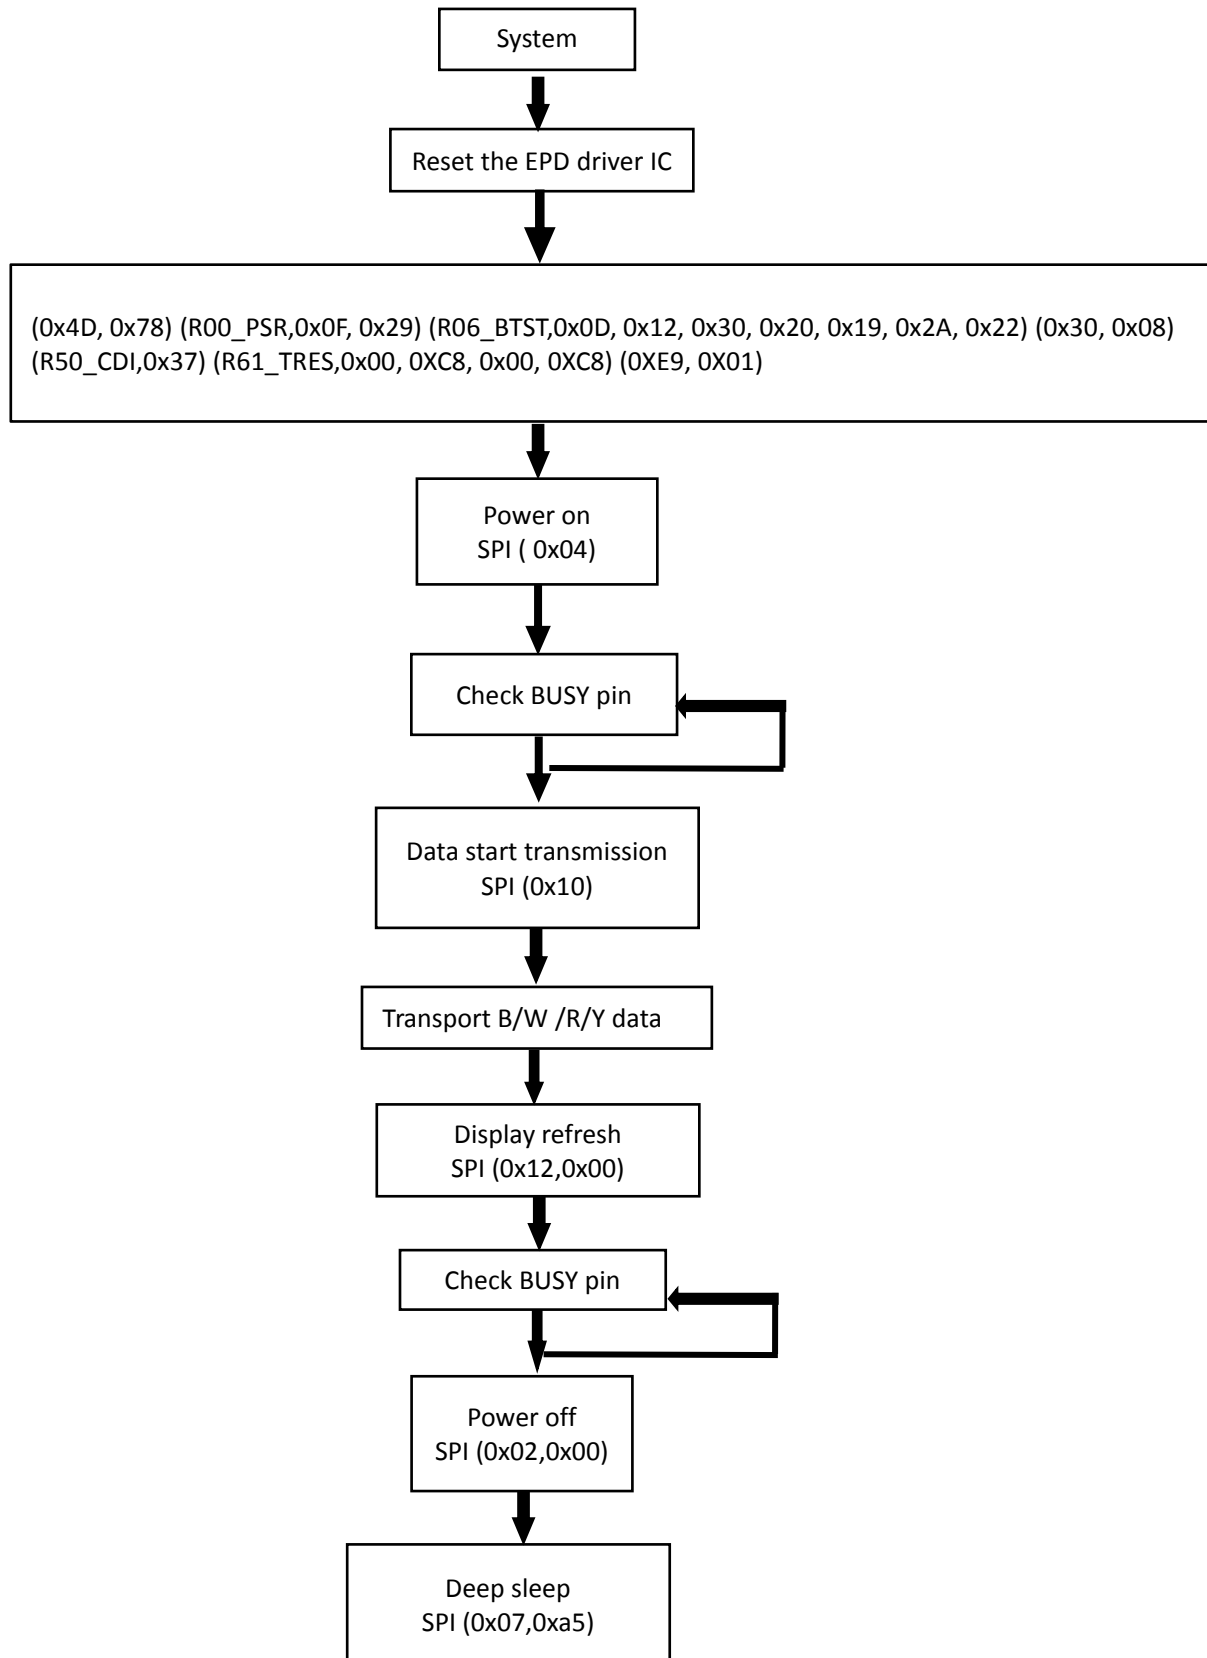 System
Reset the EPD driver IC
(0x4D, 0x78) (R00_PSR,0x0F, 0x29) (R06_BTST,0x0D, 0x12, 0x30, 0x20, 0x19, 0x2A, 0x22) (0x30, 0x08)
(R50_CDI,0x37) (R61_TRES,0x00, 0XC8, 0x00, 0XC8) (0XE9, 0X01)
Power on
SPI ( 0x04)
Check BUSY pin
Data start transmission
SPI (0x10)
Transport B/W /R/Y data
Display refresh
SPI (0x12,0x00)
Check BUSY pin
Power off
SPI (0x02,0x00)
Deep sleep
SPI (0x07,0xa5)